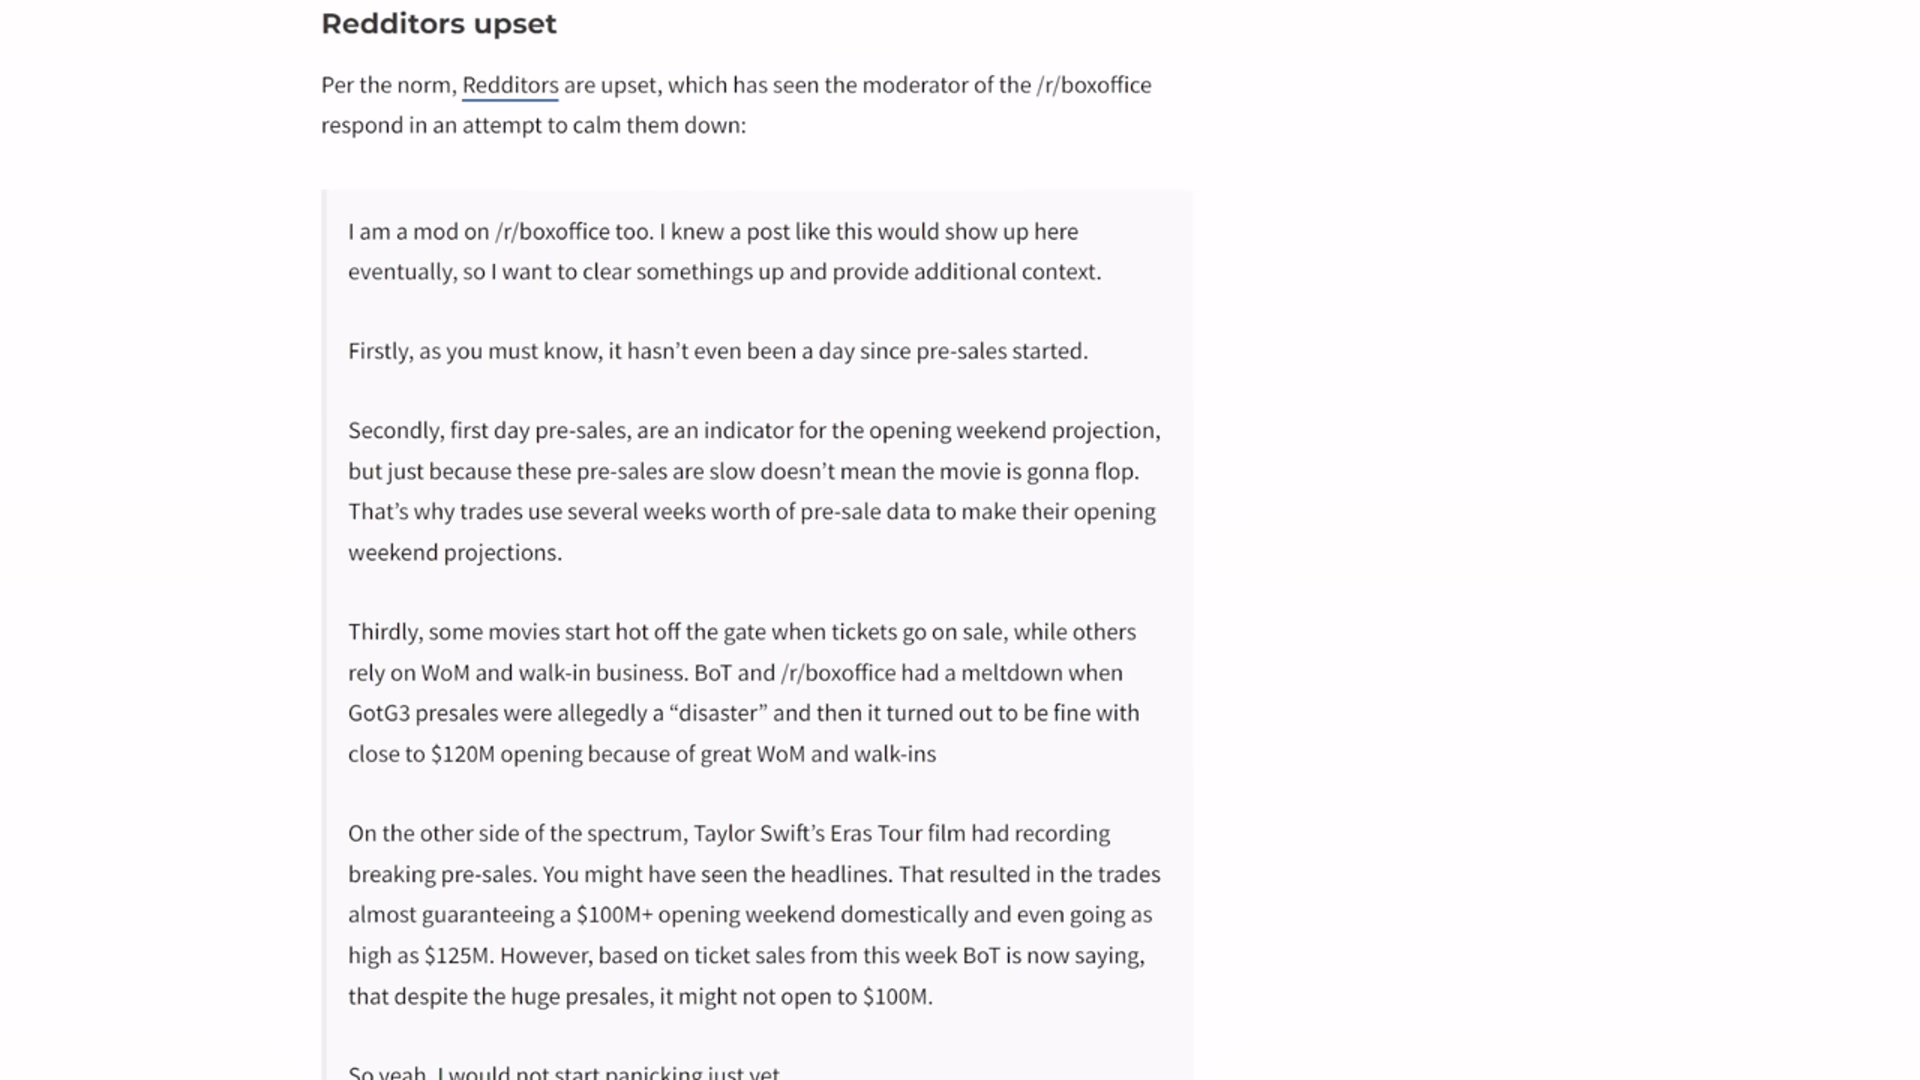 Redditors upset
Per the norm, Redditors are upset, which has seen the moderator of the /r/boxoffice
respond in an attempt to calm them down:
I am a mod on /r/boxoffice too. I knew a post like this would show up here
eventually, so I want to clear somethings up and provide additional context.
Firstly, as you must know, it hasn’t even been a day since pre-sales started.
Secondly, first day pre-sales, are an indicator for the opening weekend projection,
but just because these pre-sales are slow doesn’t mean the movie is gonna flop.
That’s why trades use several weeks worth of pre-sale data to make their opening
weekend projections.
Thirdly, some movies start hot off the gate when tickets go on sale, while others
rely on WoM and walk-in business. BoT and /r/boxoffice had a meltdown when
GotG3 presales were allegedly a “disaster” and then it turned out to be fine with
close to $120M opening because of great WoM and walk-ins
On the other side of the spectrum, Taylor Swift’s Eras Tour film had recording
breaking pre-sales. You might have seen the headlines. That resulted in the trades
almost guaranteeing a $100M+ opening weekend domestically and even going as
high as $125M. However, based on ticket sales from this week BoT is now saying,
that despite the huge presales, it might not open to $100M.
So yeah, I would not start panicking just yet